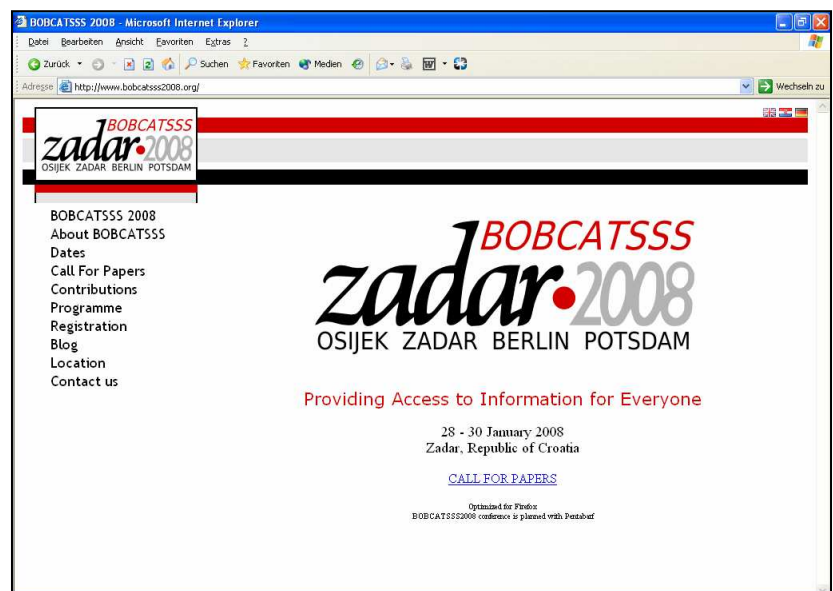 BOBCATSSS 2008 - Microsoft Internet Explorer
Datei Bearbeiten Ansicht Favoriten Extras ?
Zurück Suchen Favoriten Medien
Adresse http://www.bobcatsss2008.org/ Wechseln zu
BOBCATSSS
zadar•2008
OSIJEK ZADAR BERLIN POTSDAM
BOBCATSSS 2008
About BOBCATSSS
Dates
Call For Papers
Contributions
Programme
Registration
Blog
Location
Contact us
BOBCATSSS
zadar•2008
OSIJEK ZADAR BERLIN POTSDAM
Providing Access to Information for Everyone
28 - 30 January 2008
Zadar, Republic of Croatia
CALL FOR PAPERS
Optimized for Firefox
BOBCATSSS2008 conference is planned with Pentabarf